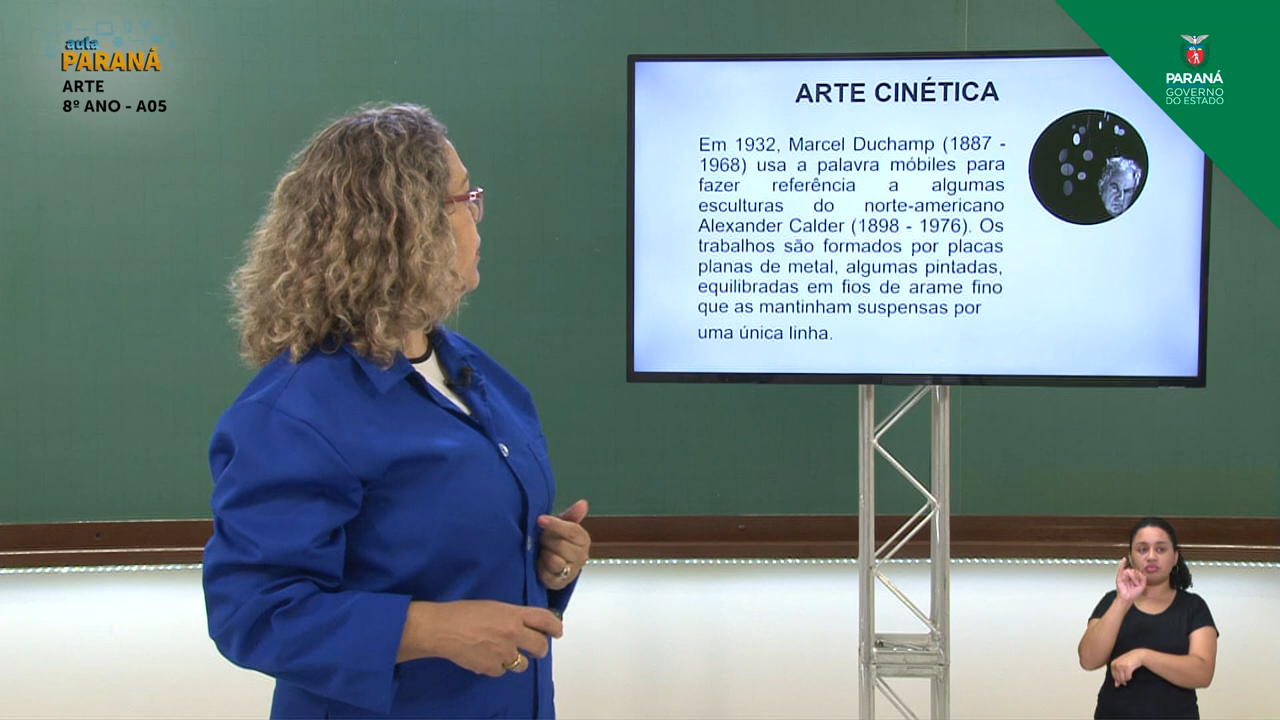 aula
PARANÁ
ARTE
8º ANO - A05
ARTE CINÉTICA
Em 1932, Marcel Duchamp (1887 -
1968) usa a palavra móbiles para
fazer referência a algumas
esculturas do norte-americano
Alexander Calder (1898 - 1976). Os
trabalhos são formados por placas
planas de metal, algumas pintadas,
equilibradas em fios de arame fino
que as mantinham suspensas por
uma única linha.
PARANÁ
GOVERNO
DO ESTADO